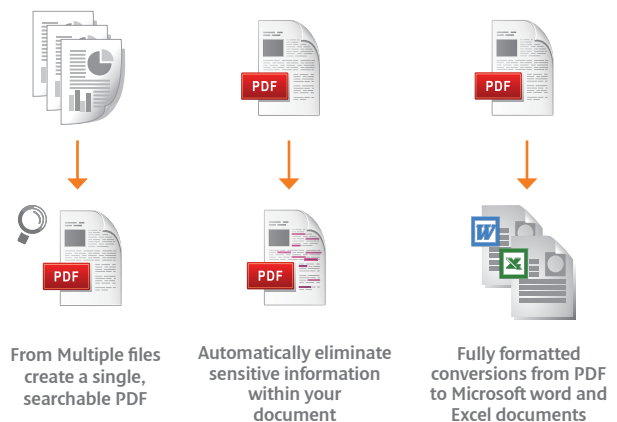 PDF
PDF
PDF
PDF
W
X
From Multiple files
create a single,
searchable PDF
Automatically eliminate
sensitive information
within your
document
Fully formatted
conversions from PDF
to Microsoft word and
Excel documents